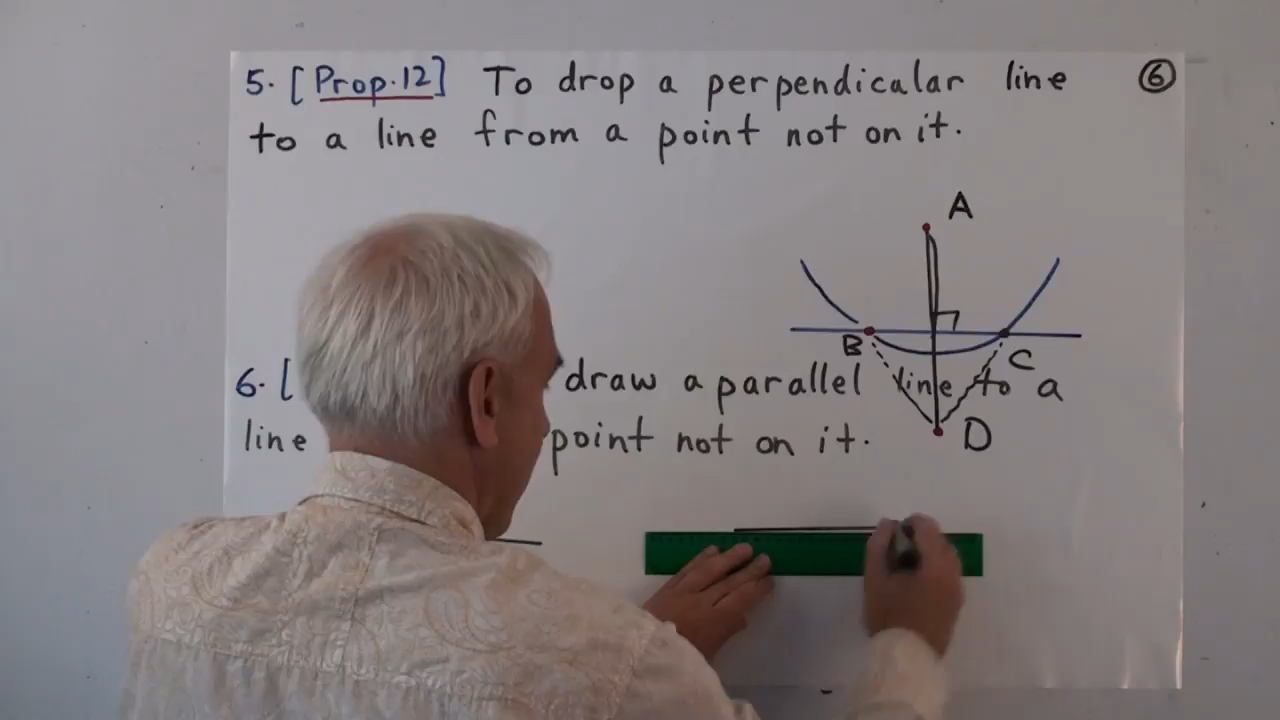 5. [Prop.12] To drop a perpendicular line ⑥
to a line from a point not on it.
A
B
C
6. [ draw a parallel line to a
line point not on it.
D